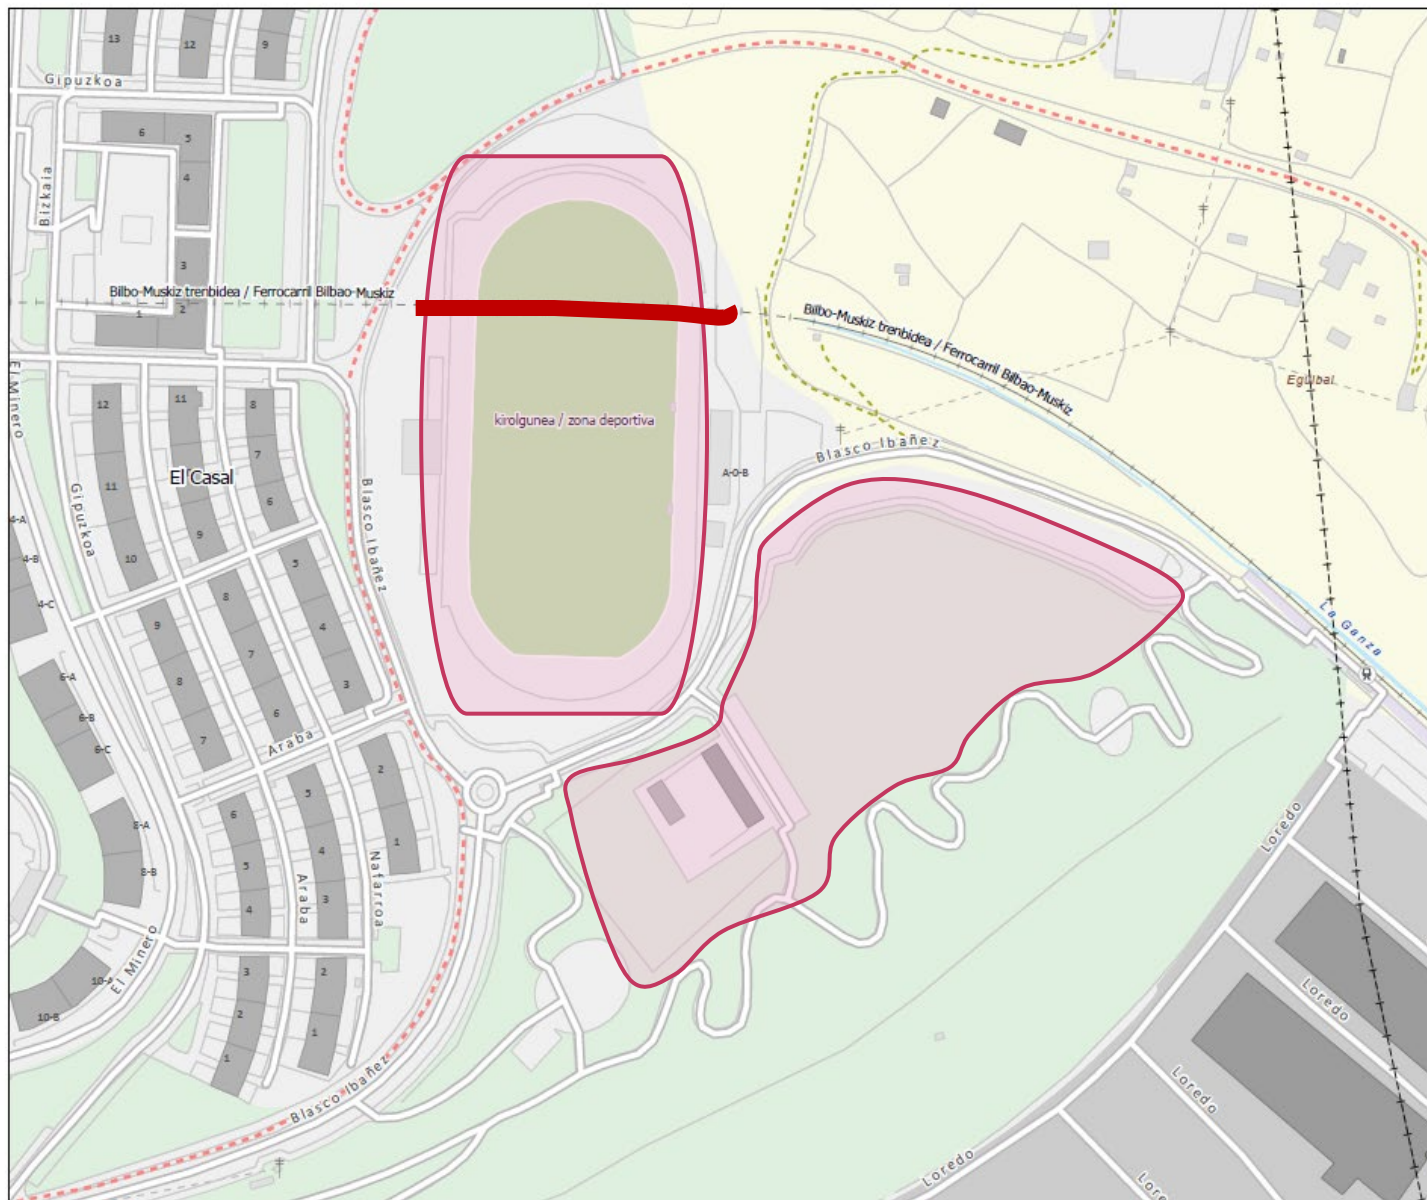 13
12
9
Gipuzkoa
6
5
4
Bizkaia
3
Bilbo-Muskiz trenbidea / Ferrocarril Bilbao-Muskiz
1
2
Bilbo-Muskiz trenbidea / Ferrocarril Bilbao-Muskiz
Egulbal
El Minero
12
11
8
kirolgunea / zona deportiva
Blasco Ibañez
7
El Casal
A-0-B
11
6
Gipuzkoa
Blasco Ibañez
4-A
9
4-B
10
5
8
4-C
9
4
La Ganza
7
6-A
8
3
6-B
6
6-C
7
Araba
2
5
6
8-A
4
1
Loredo
5
8-B
Nafarroa
Araba
3
4
El Minero
3
2
10-A
Loredo
2
10-B
1
1
Blasco Ibañez
Loredo
Loredo
Lore